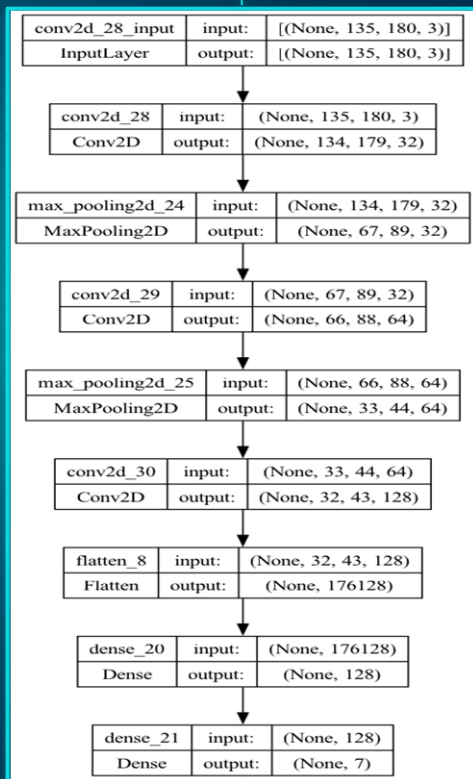 conv2d_28_input input: [(None, 135, 180, 3)]
InputLayer output: [(None, 135, 180, 3)]
conv2d_28 input: (None, 135, 180, 3)
Conv2D output: (None, 134, 179, 32)
max_pooling2d_24 input: (None, 134, 179, 32)
MaxPooling2D output: (None, 67, 89, 32)
conv2d_29 input: (None, 67, 89, 32)
Conv2D output: (None, 66, 88, 64)
max_pooling2d_25 input: (None, 66, 88, 64)
MaxPooling2D output: (None, 33, 44, 64)
conv2d_30 input: (None, 33, 44, 64)
Conv2D output: (None, 32, 43, 128)
flatten_8 input: (None, 32, 43, 128)
Flatten output: (None, 176128)
dense_20 input: (None, 176128)
Dense output: (None, 128)
dense_21 input: (None, 128)
Dense output: (None, 7)